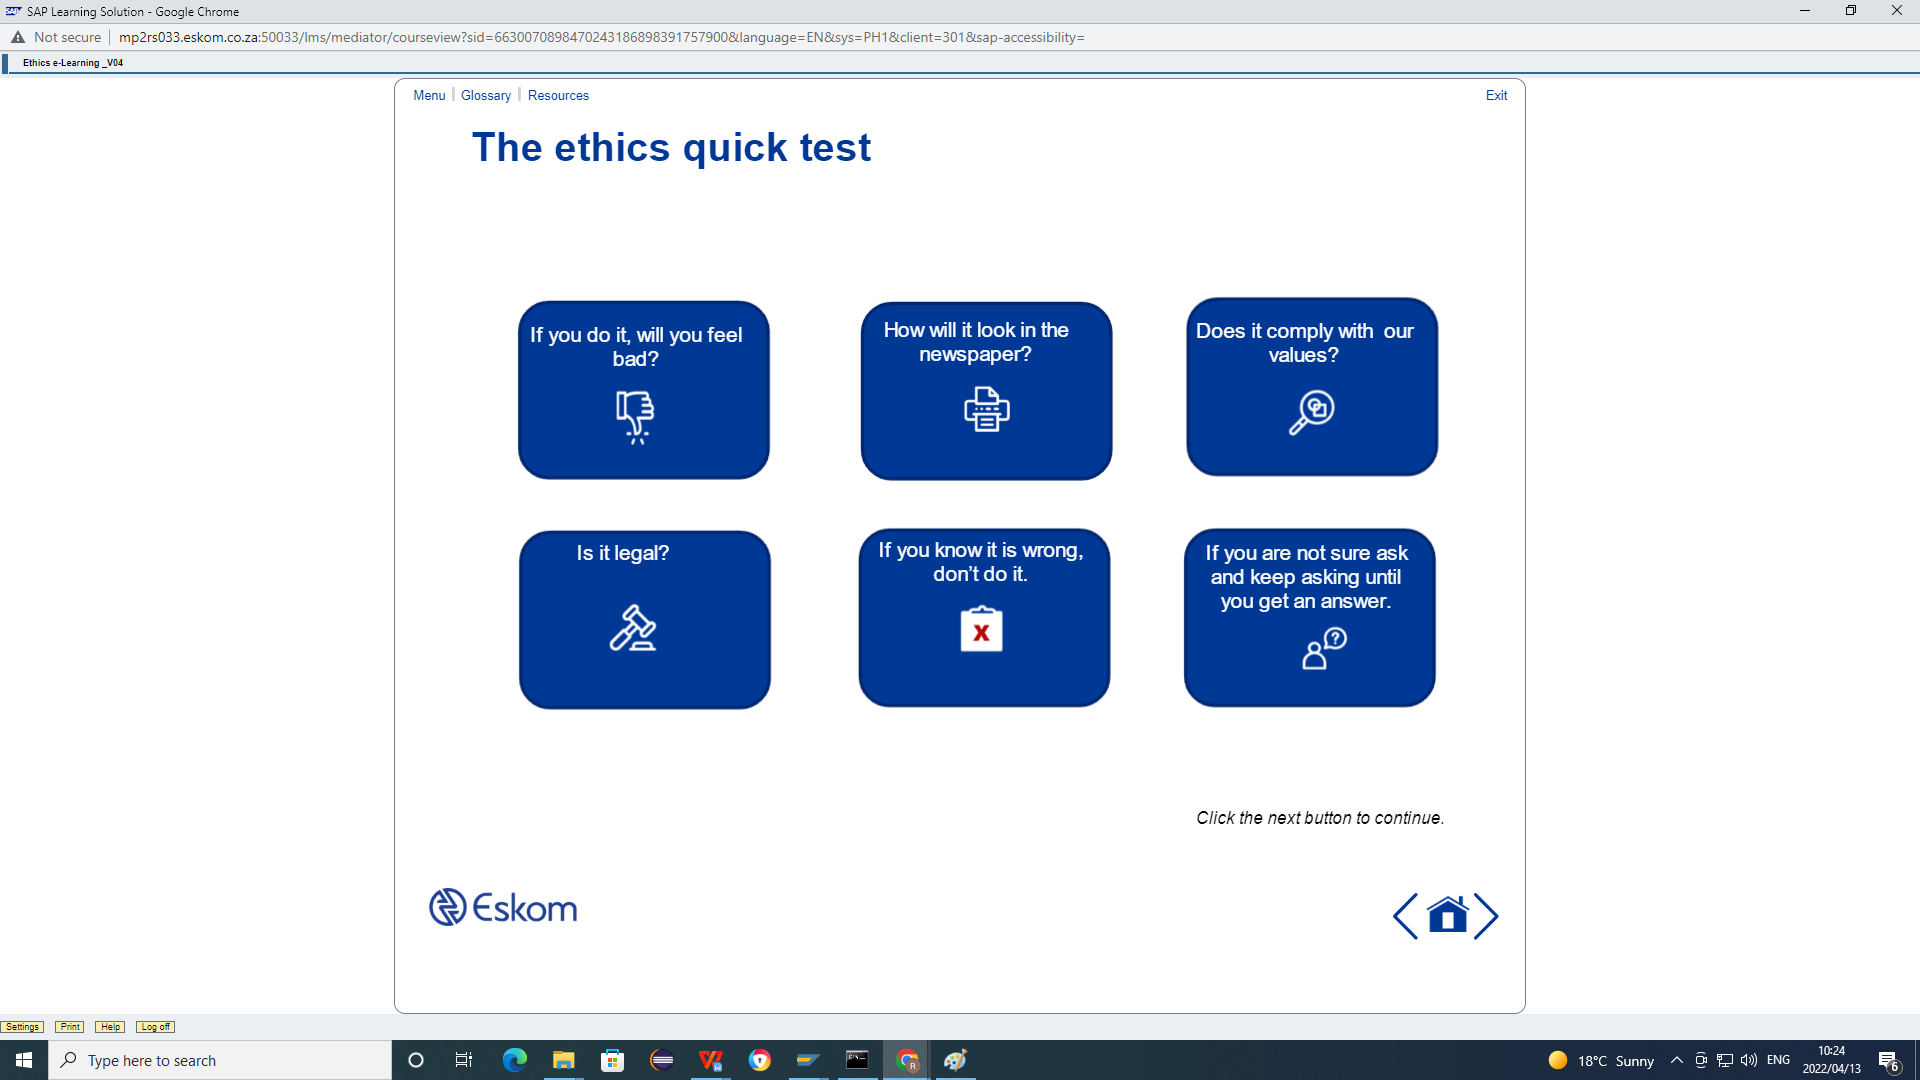 SAP Learning Solution - Google Chrome
Not secure
mp2rs033.eskom.co.za:50033/lms/mediator/courseview?sid=6630070898470243186898391757900&language=EN&sys=PH1&client=301&sap-accessibility=
Ethics e-Learning _V04
Menu Glossary Resources Exit
The ethics quick test
If you do it, will you feel
bad?
How will it look in the
newspaper?
Does it comply with our
values?
Is it legal?
If you know it is wrong,
don't do it.
X
If you are not sure ask
and keep asking until
you get an answer.
?
Click the next button to continue.
Eskom
Settings Print Help Log off
Type here to search
18°C Sunny
ENG
10:24
2022/04/13
6